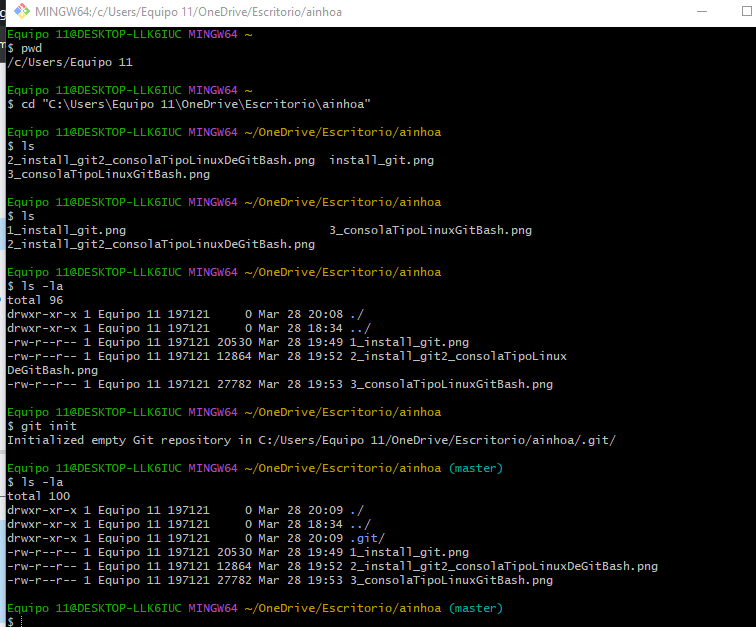 MINGW64:/c/Users/Equipo 11/OneDrive/Escritorio/ainhoa
Equipo 11@DESKTOP-LLK6IUC MINGW64 ~
$ pwd
/c/Users/Equipo 11
Equipo 11@DESKTOP-LLK6IUC MINGW64 ~
$ cd "C:\Users\Equipo 11\OneDrive\Escritorio\ainhoa"
Equipo 11@DESKTOP-LLK6IUC MINGW64 ~/OneDrive/Escritorio/ainhoa
$ ls
2_install_git2_consolaTipoLinuxDeGitBash.png  install_git.png
3_consolaTipoLinuxGitBash.png
Equipo 11@DESKTOP-LLK6IUC MINGW64 ~/OneDrive/Escritorio/ainhoa
$ ls
1_install_git.png                             3_consolaTipoLinuxGitBash.png
2_install_git2_consolaTipoLinuxDeGitBash.png
Equipo 11@DESKTOP-LLK6IUC MINGW64 ~/OneDrive/Escritorio/ainhoa
$ ls -la
total 96
drwxr-xr-x 1 Equipo 11 197121     0 Mar 28 20:08 ./
drwxr-xr-x 1 Equipo 11 197121     0 Mar 28 18:34 ../
-rw-r--r-- 1 Equipo 11 197121 20530 Mar 28 19:49 1_install_git.png
-rw-r--r-- 1 Equipo 11 197121 12864 Mar 28 19:52 2_install_git2_consolaTipoLinux
DeGitBash.png
-rw-r--r-- 1 Equipo 11 197121 27782 Mar 28 19:53 3_consolaTipoLinuxGitBash.png
Equipo 11@DESKTOP-LLK6IUC MINGW64 ~/OneDrive/Escritorio/ainhoa
$ git init
Initialized empty Git repository in C:/Users/Equipo 11/OneDrive/Escritorio/ainhoa/.git/
Equipo 11@DESKTOP-LLK6IUC MINGW64 ~/OneDrive/Escritorio/ainhoa (master)
$ ls -la
total 100
drwxr-xr-x 1 Equipo 11 197121     0 Mar 28 20:09 ./
drwxr-xr-x 1 Equipo 11 197121     0 Mar 28 18:34 ../
drwxr-xr-x 1 Equipo 11 197121     0 Mar 28 20:09 .git/
-rw-r--r-- 1 Equipo 11 197121 20530 Mar 28 19:49 1_install_git.png
-rw-r--r-- 1 Equipo 11 197121 12864 Mar 28 19:52 2_install_git2_consolaTipoLinuxDeGitBash.png
-rw-r--r-- 1 Equipo 11 197121 27782 Mar 28 19:53 3_consolaTipoLinuxGitBash.png
Equipo 11@DESKTOP-LLK6IUC MINGW64 ~/OneDrive/Escritorio/ainhoa (master)
$